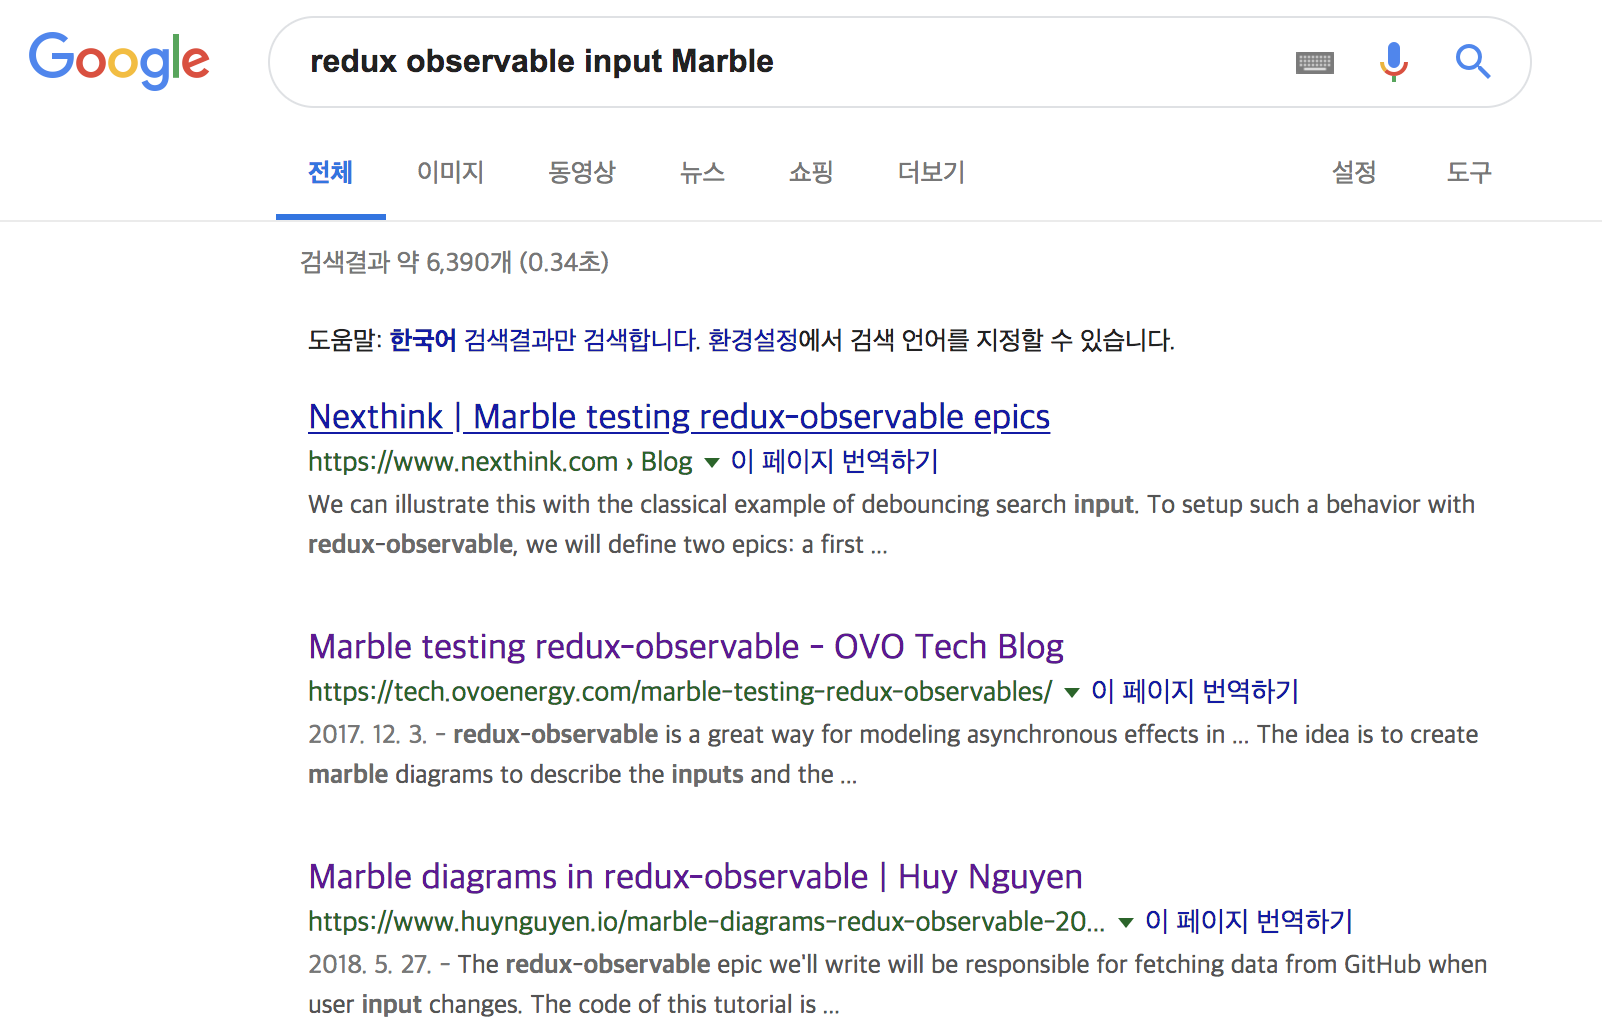 Google
redux observable input Marble
전체 이미지 동영상 뉴스 쇼핑 더보기 설정 도구
검색결과 약 6,390개 (0.34초)
도움말: 한국어 검색결과만 검색합니다. 환경설정에서 검색 언어를 지정할 수 있습니다.
Nexthink | Marble testing redux-observable epics
https://www.nexthink.com › Blog ▼ 이 페이지 번역하기
We can illustrate this with the classical example of debouncing search input. To setup such a behavior with
redux-observable, we will define two epics: a first ...
Marble testing redux-observable - OVO Tech Blog
https://tech.ovoenergy.com/marble-testing-redux-observables/ ▼ 이 페이지 번역하기
2017. 12. 3. - redux-observable is a great way for modeling asynchronous effects in ... The idea is to create
marble diagrams to describe the inputs and the ...
Marble diagrams in redux-observable | Huy Nguyen
https://www.huynguyen.io/marble-diagrams-redux-observable-20... ▼ 이 페이지 번역하기
2018. 5. 27. - The redux-observable epic we'll write will be responsible for fetching data from GitHub when
user input changes. The code of this tutorial is ...